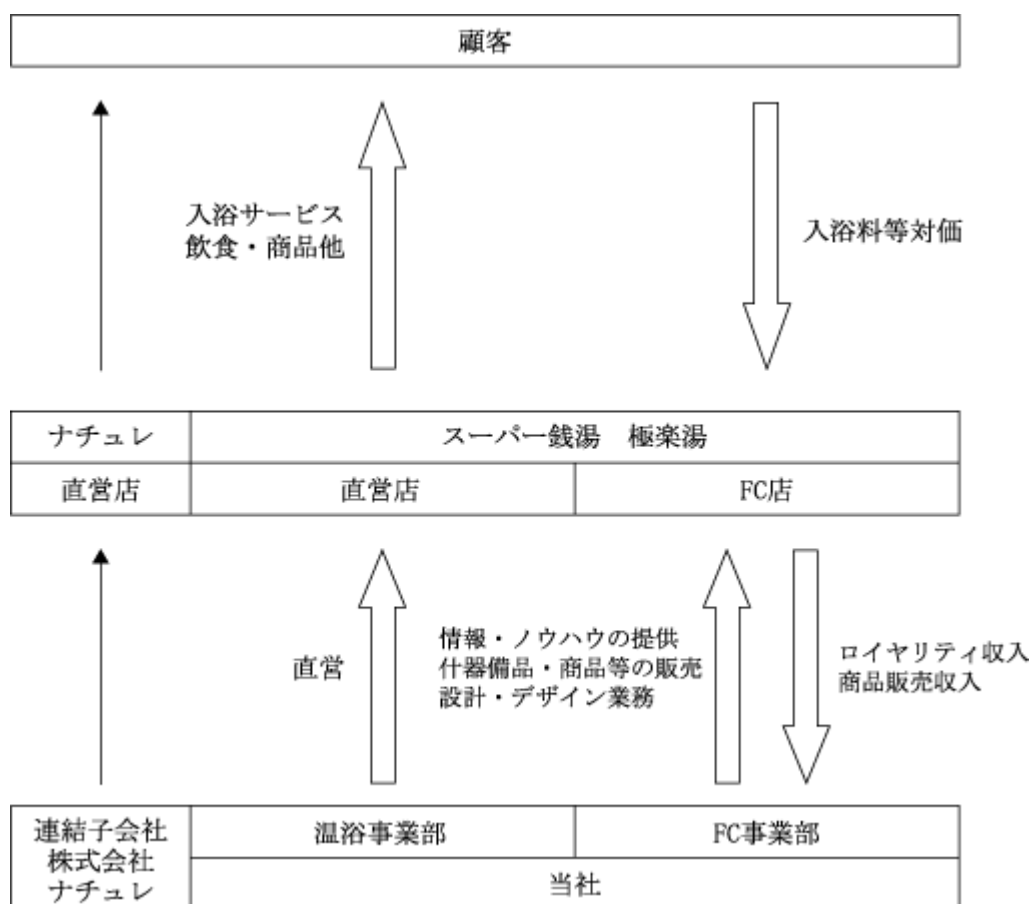 顧客
入浴サービス
飲食・商品他
入浴料等対価
ナチュレ
スーパー銭湯　極楽湯
直営店
直営店
FC店
直営
情報・ノウハウの提供
什器備品・商品等の販売
設計・デザイン業務
ロイヤリティ収入
商品販売収入
連結子会社
株式会社
ナチュレ
温浴事業部
FC事業部
当社